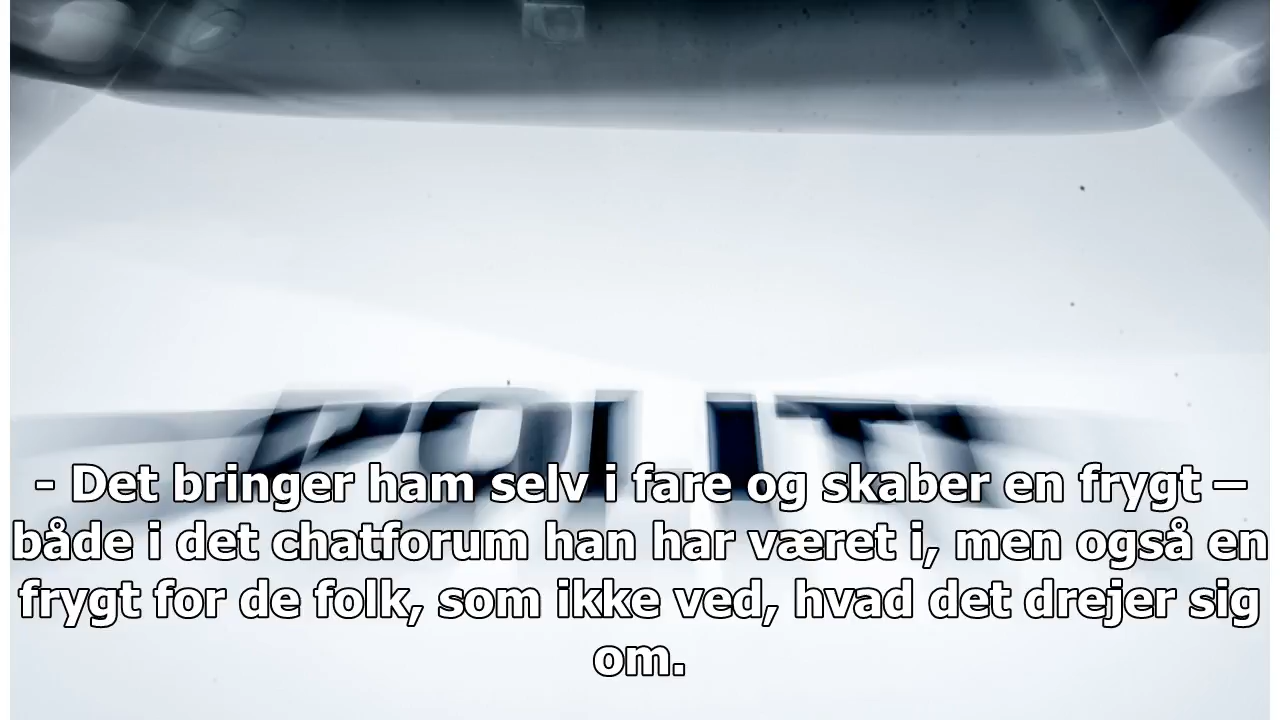 POLITI
- Det bringer ham selv i fare og skaber en frygt –
både i det chatforum han har været i, men også en
frygt for de folk, som ikke ved, hvad det drejer sig
om.